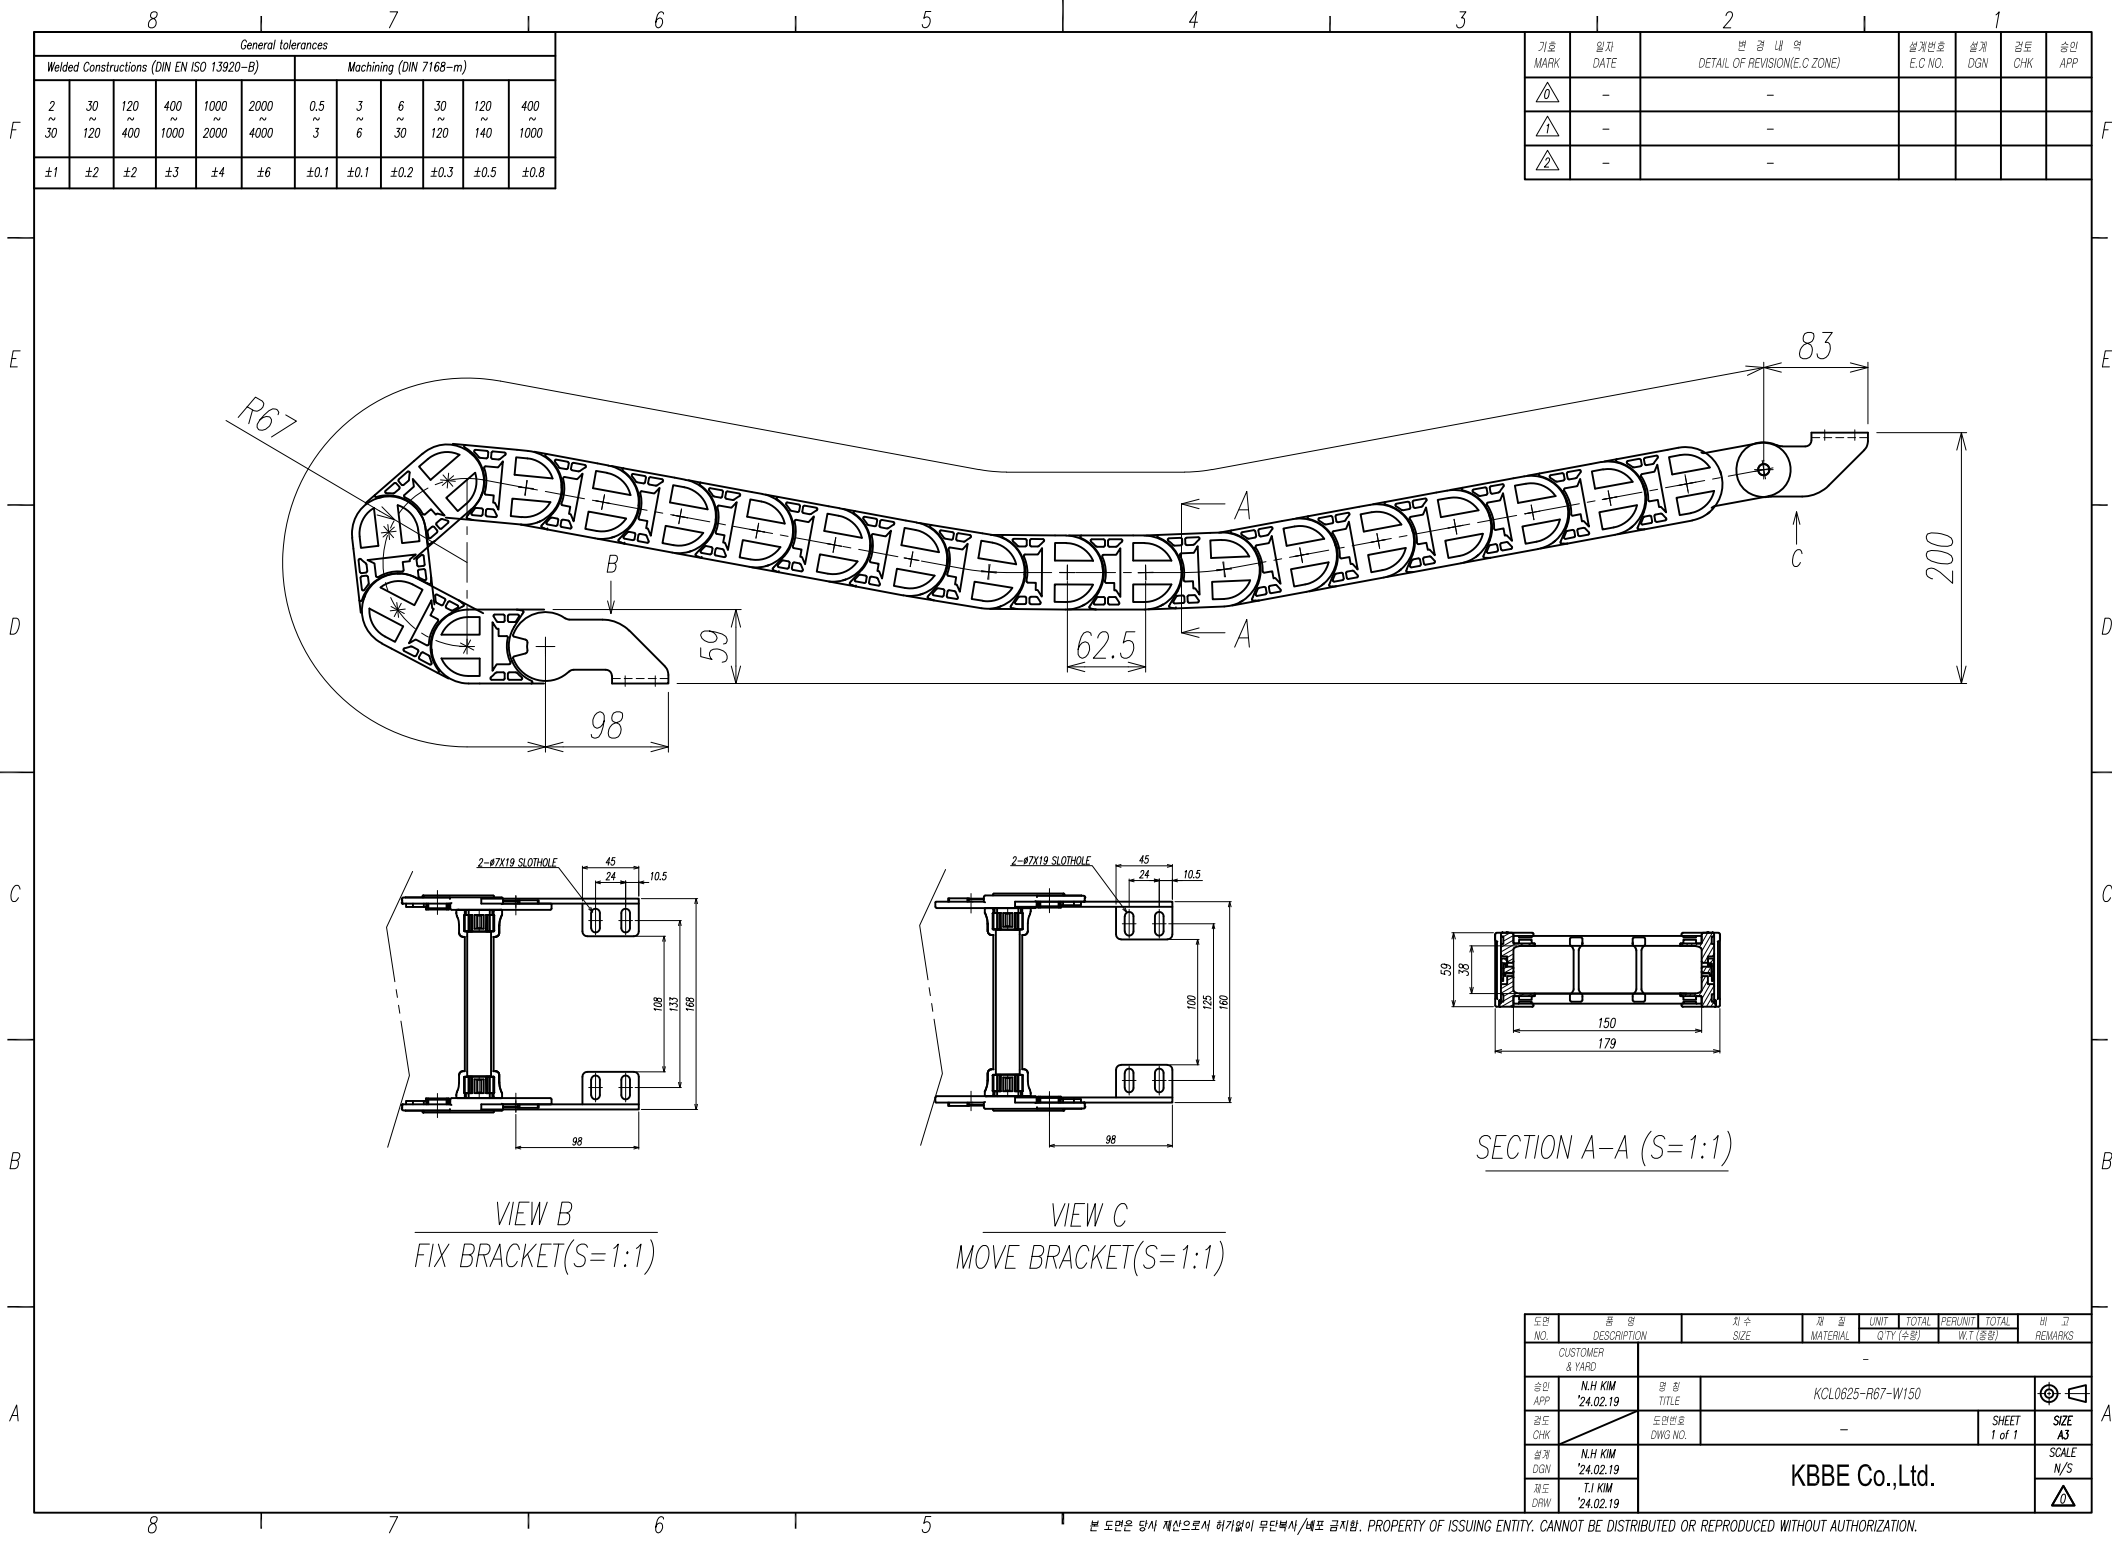 8 7 6 5 4 3 2 1
General tolerances
Welded Constructions (DIN EN ISO 13920-B) Machining (DIN 7168-m)
2 ~ 30 30 ~ 120 120 ~ 400 400 ~ 1000 1000 ~ 2000 2000 ~ 4000 0.5 ~ 3 3 ~ 6 6 ~ 30 30 ~ 120 120 ~ 140 400 ~ 1000
±1 ±2 ±2 ±3 ±4 ±6 ±0.1 ±0.1 ±0.2 ±0.3 ±0.5 ±0.8
기호 일자 변 경 내 역 설계번호 설계 검토 승인
MARK DATE DETAIL OF REVISION(E.C ZONE) E.C NO. DGN CHK APP
0 - -
1 - -
2 - -
F F
E E
D D
C C
B B
A A
83
R67
A
B
C
200
59
62.5
A
98
2-ø7X19 SLOTHOLE
45
24 10.5
108
133
168
98
VIEW B
FIX BRACKET(S=1:1)
2-ø7X19 SLOTHOLE
45
24 10.5
100
125
160
98
VIEW C
MOVE BRACKET(S=1:1)
59
38
150
179
SECTION A-A (S=1:1)
도면 품 명 치 수 재 질 UNIT TOTAL PERUNIT TOTAL 비 고
NO. DESCRIPTION SIZE MATERIAL Q'TY (수량) W.T (중량) REMARKS
CUSTOMER
& YARD
-
승인 N.H KIM 명 칭 KCL0625-R67-W150
APP '24.02.19 TITLE
검도 도면번호 - SHEET SIZE
CHK DWG NO. 1 of 1 A3
설계 N.H KIM SCALE
DGN '24.02.19 N/S
KBBE Co.,Ltd.
제도 T.I KIM
DRW '24.02.19 0
8 7 6 5
본 도면은 당사 재산으로서 허가없이 무단복사/배포 금지함. PROPERTY OF ISSUING ENTITY. CANNOT BE DISTRIBUTED OR REPRODUCED WITHOUT AUTHORIZATION.